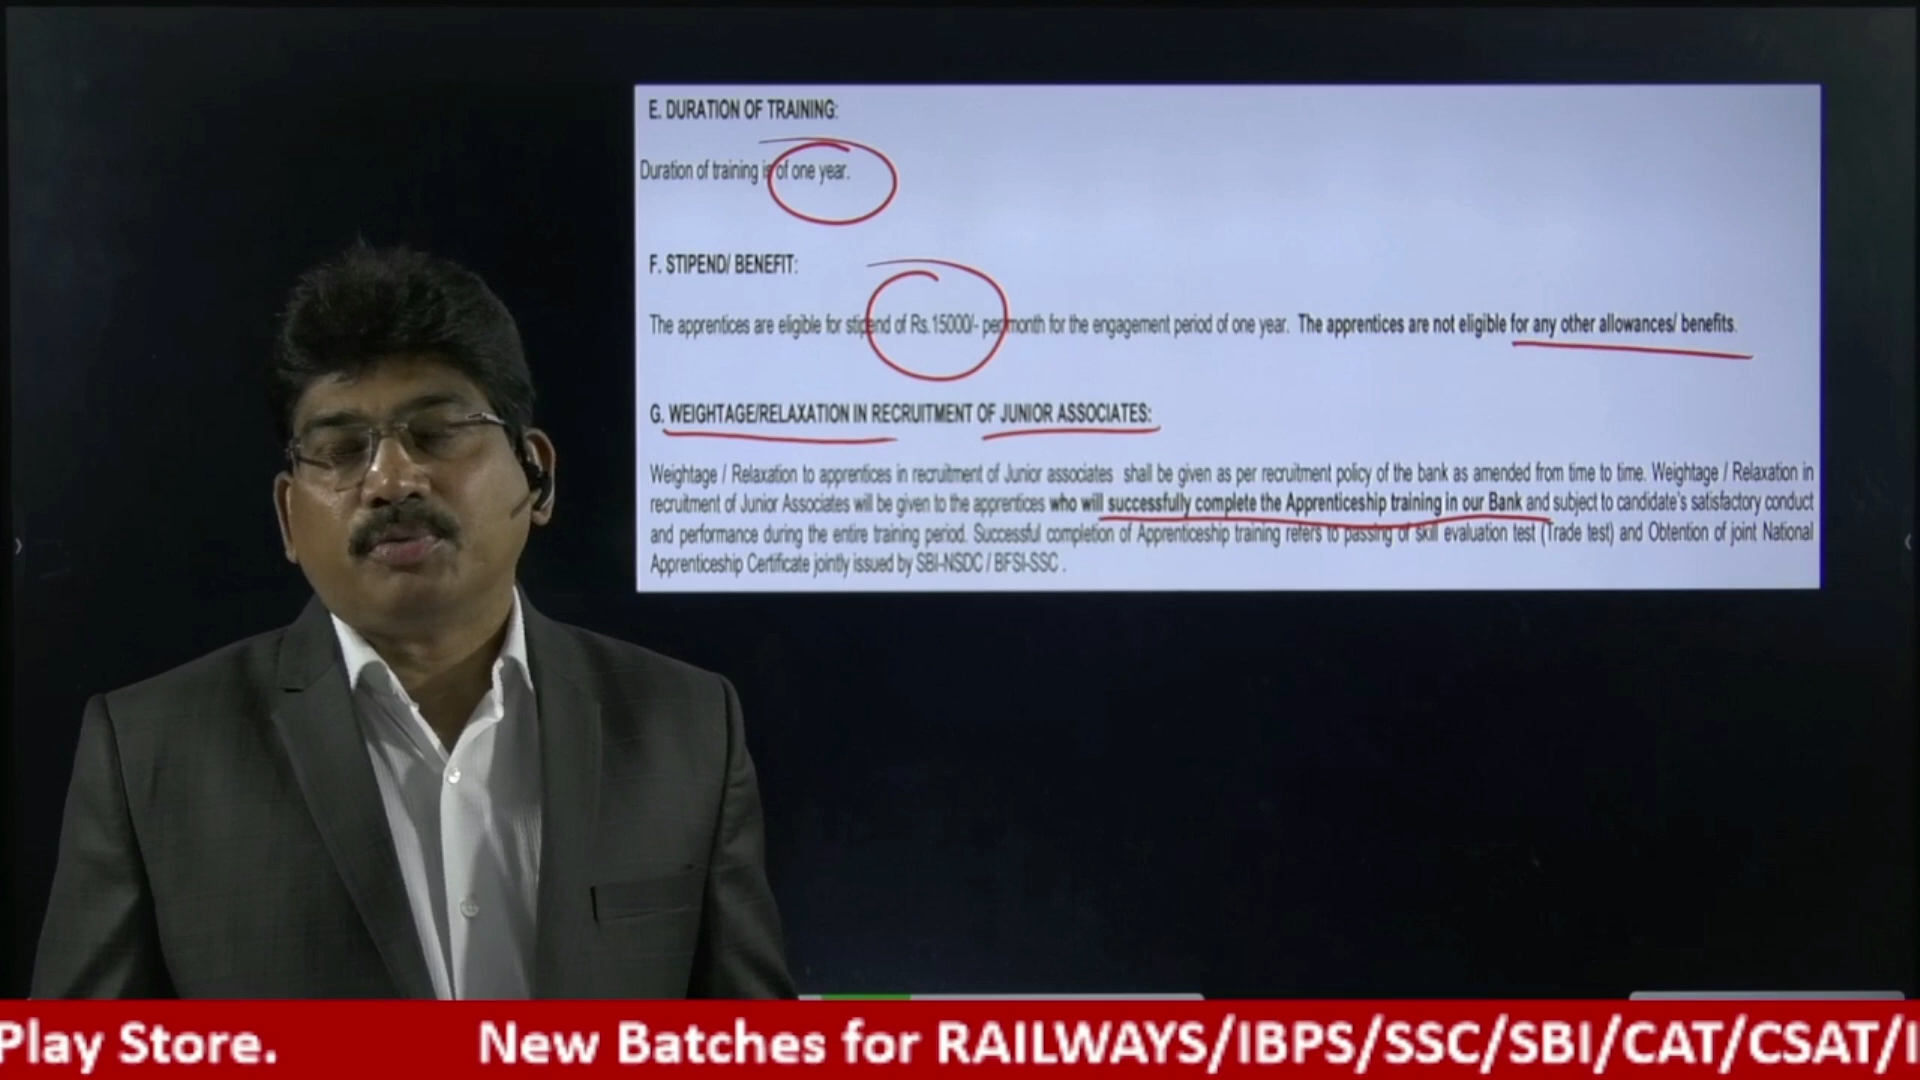 E. DURATION OF TRAINING:
Duration of training is of one year.
F. STIPEND/ BENEFIT:
The apprentices are eligible for stipend of Rs.15000/- per month for the engagement period of one year. The apprentices are not eligible for any other allowances/ benefits.
G. WEIGHTAGE/RELAXATION IN RECRUITMENT OF JUNIOR ASSOCIATES:
Weightage / Relaxation to apprentices in recruitment of Junior associates shall be given as per recruitment policy of the bank as amended from time to time. Weightage / Relaxation in
recruitment of Junior Associates will be given to the apprentices who will successfully complete the Apprenticeship training in our Bank and subject to candidate's satisfactory conduct
and performance during the entire training period. Successful completion of Apprenticeship training refers to passing of skill evaluation test (Trade test) and Obtention of joint National
Apprenticeship Certificate jointly issued by SBI-NSDC / BFSI-SSC .
Play Store. New Batches for RAILWAYS/IBPS/SSC/SBI/CAT/CSAT/I